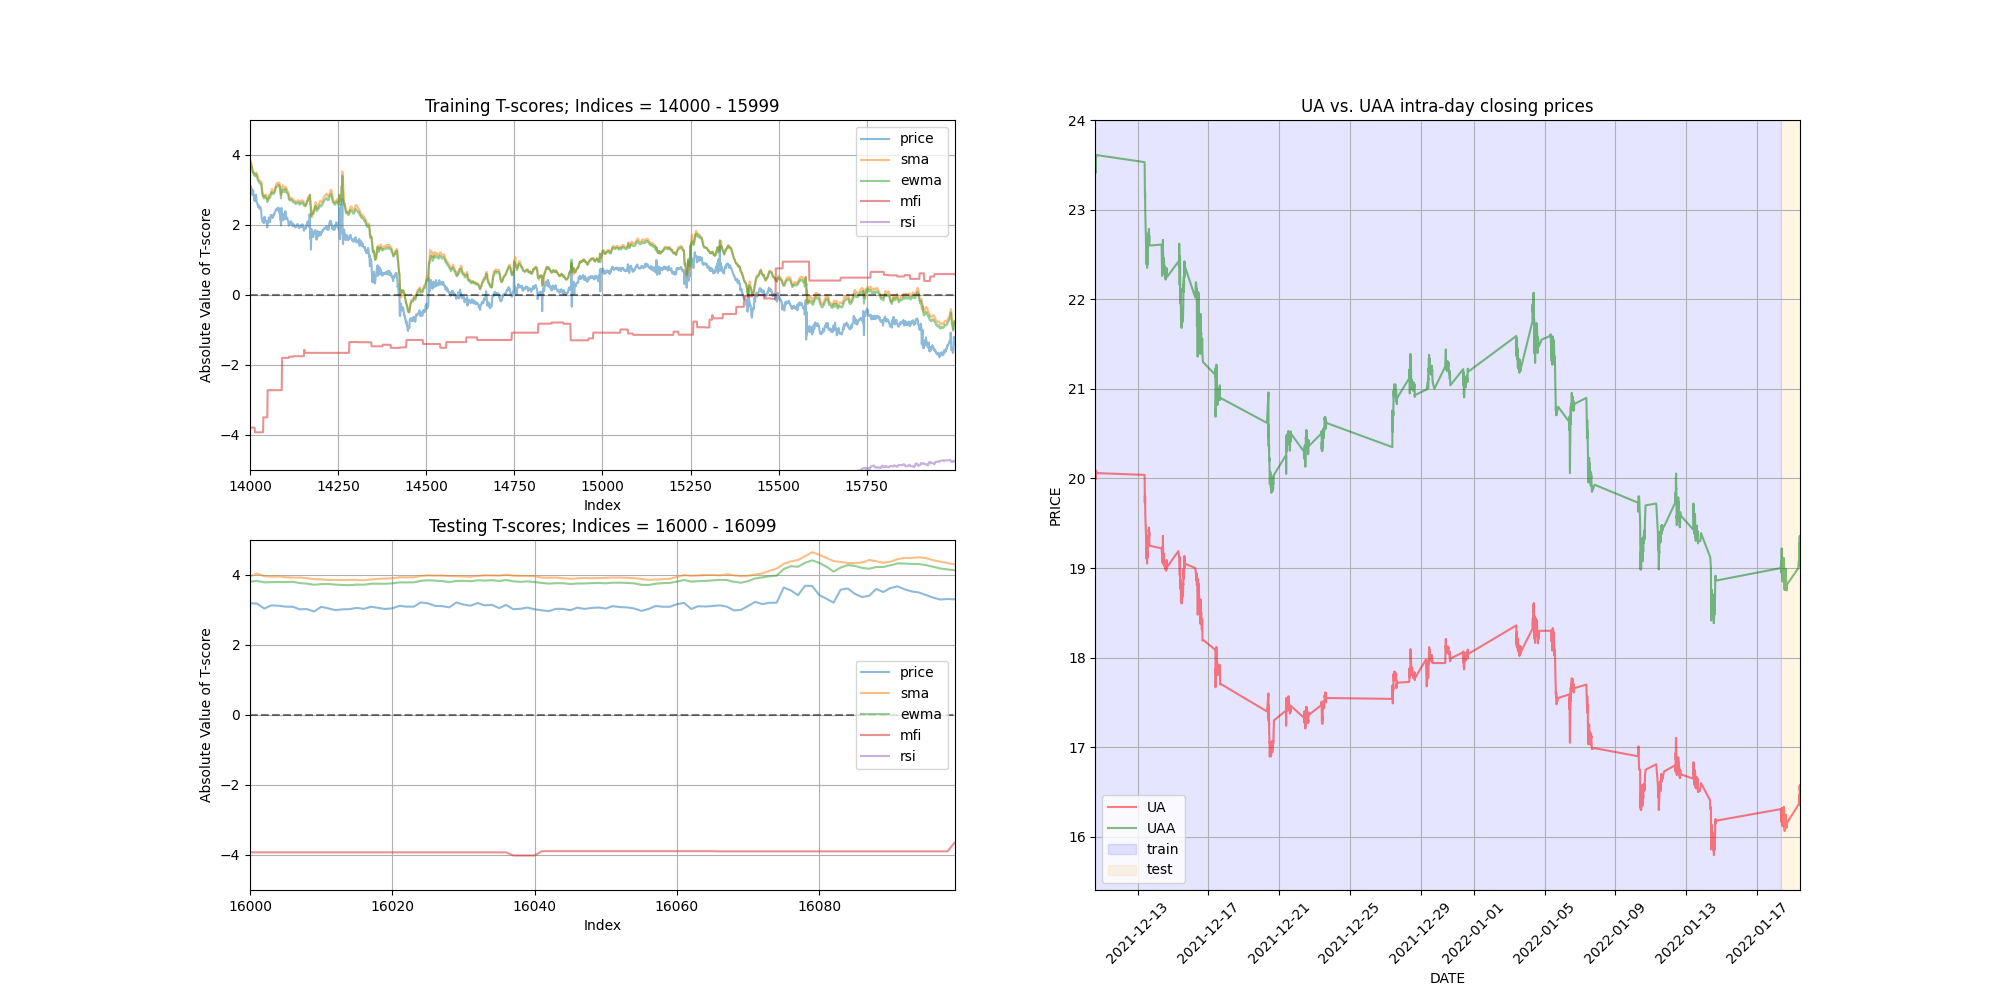 Training T-scores; Indices = 14000 - 15999
Absolute Value of T-score
4
2
0
−2
−4
price
sma
ewma
mfi
rsi
14000 14250 14500 14750 15000 15250 15500 15750
Index
Testing T-scores; Indices = 16000 - 16099
Absolute Value of T-score
4
2
0
−2
−4
price
sma
ewma
mfi
rsi
16000 16020 16040 16060 16080
Index
UA vs. UAA intra-day closing prices
PRICE
24
23
22
21
20
19
18
17
16
UA
UAA
train
test
2021-12-13 2021-12-17 2021-12-21 2021-12-25 2021-12-29 2022-01-01 2022-01-05 2022-01-09 2022-01-13 2022-01-17
DATE